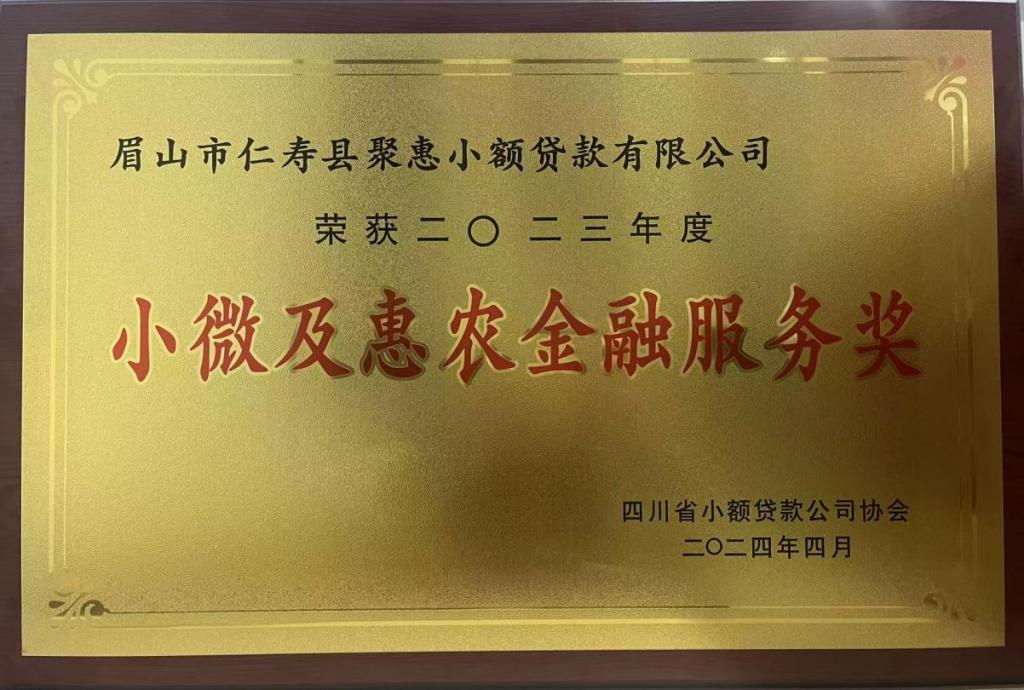 眉山市仁寿县聚惠小额贷款有限公司
荣获二〇二三年度
小微及惠农金融服务奖
四川省小额贷款公司协会
二〇二四年四月